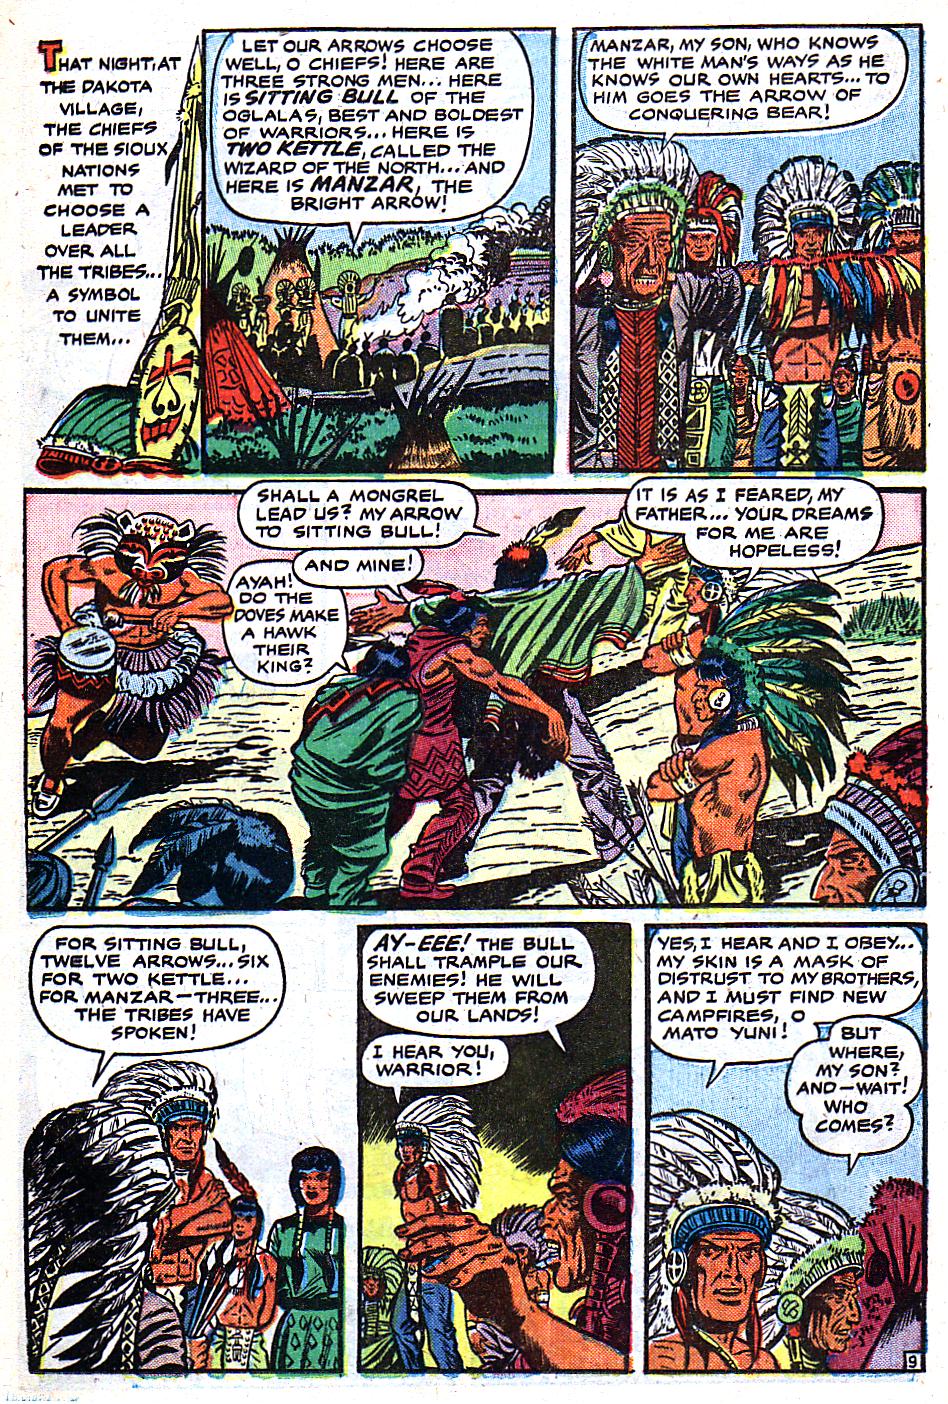 THAT NIGHT, AT
THE DAKOTA
VILLAGE,
THE CHIEFS
OF THE SIOUX
NATIONS
MET TO
CHOOSE A
LEADER
OVER ALL
THE TRIBES...
A SYMBOL
TO UNITE
THEM...
LET OUR ARROWS CHOOSE
WELL, O CHIEFS! HERE ARE
THREE STRONG MEN... HERE
IS SITTING BULL OF THE
OGLALAS, BEST AND BOLDEST
OF WARRIORS... HERE IS
TWO KETTLE, CALLED THE
WIZARD OF THE NORTH... AND
HERE IS MANZAR, THE
BRIGHT ARROW!
MANZAR, MY SON, WHO KNOWS
THE WHITE MAN'S WAYS AS HE
KNOWS OUR OWN HEARTS... TO
HIM GOES THE ARROW OF
CONQUERING BEAR!
SHALL A MONGREL
LEAD US? MY ARROW
TO SITTING BULL!
AND MINE!
AYAH!
DO THE
DOVES MAKE
A HAWK
THEIR
KING?
IT IS AS I FEARED, MY
FATHER... YOUR DREAMS
FOR ME ARE
HOPELESS!
FOR SITTING BULL,
TWELVE ARROWS... SIX
FOR TWO KETTLE...
FOR MANZAR—THREE...
THE TRIBES HAVE
SPOKEN!
AY-EEE! THE BULL
SHALL TRAMPLE OUR
ENEMIES! HE WILL
SWEEP THEM FROM
OUR LANDS!
I HEAR YOU,
WARRIOR!
YES, I HEAR AND I OBEY...
MY SKIN IS A MASK OF
DISTRUST TO MY BROTHERS,
AND I MUST FIND NEW
CAMPFIRES, O
MATO YUNI!
BUT
WHERE,
MY SON?
AND—WAIT!
WHO
COMES?
9